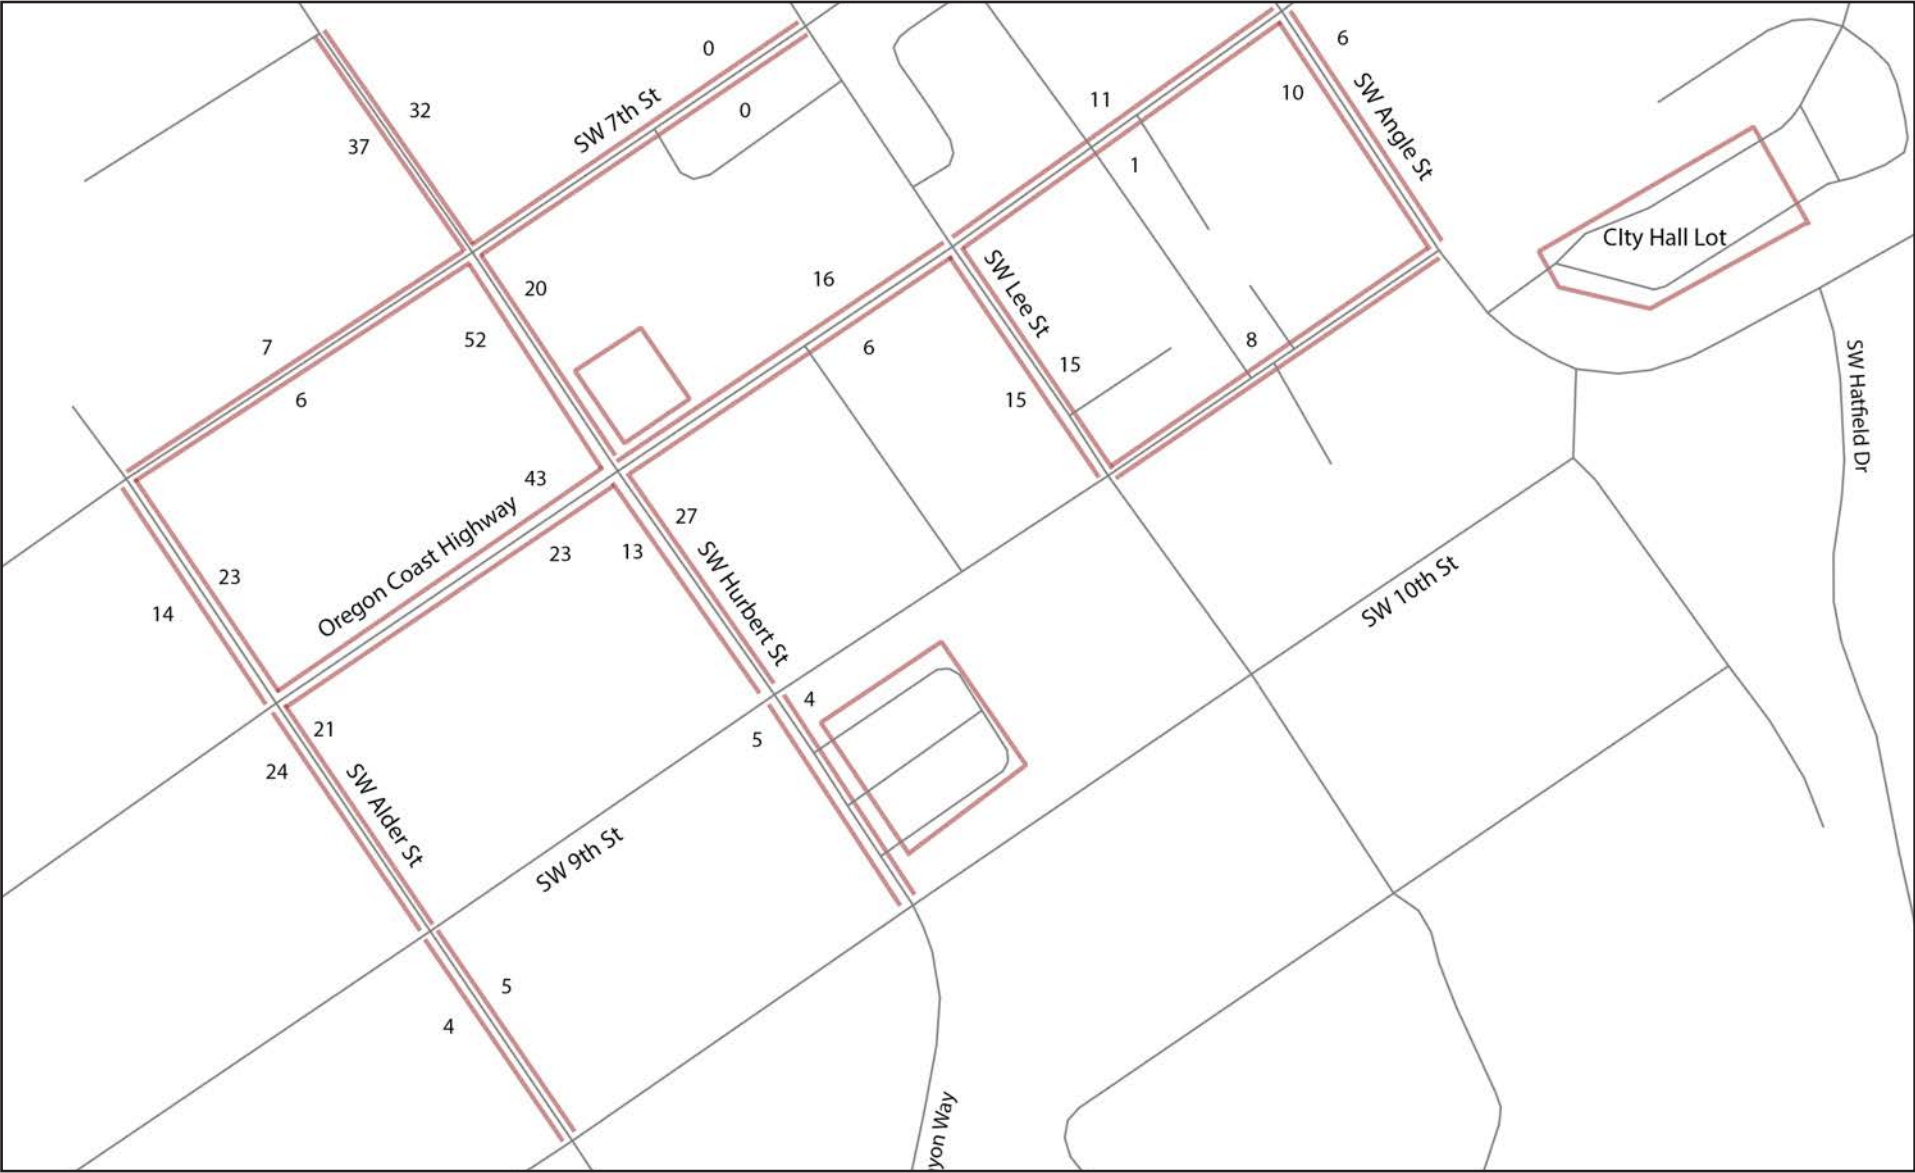 6
0
SW 7th St
0
32
37
11
10
SW Angle St
1
CIty Hall Lot
16
20
SW Lee St
52
7
6
8
15
15
6
SW Hatfield Dr
43
Oregon Coast Highway
27
23
13
SW Hurbert St
SW 10th St
23
14
4
5
21
24
SW Alder St
SW 9th St
5
4
yon Way